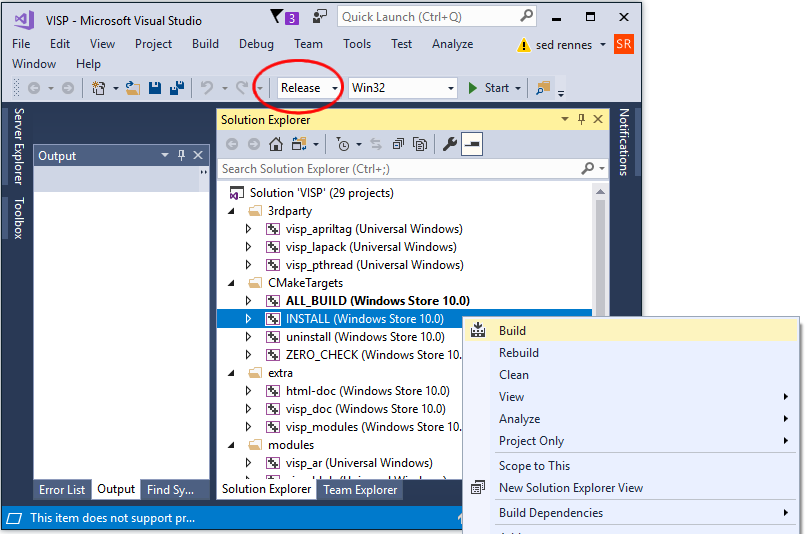 VISP - Microsoft Visual Studio
3
Quick Launch (Ctrl+Q)
File Edit View Project Build Debug Team Tools Test Analyze
sed rennes
SR
Window Help
Release
Win32
Start
Server Explorer
Toolbox
Output
Solution Explorer
Search Solution Explorer (Ctrl+;)
Solution 'VISP' (29 projects)
3rdparty
visp_apriltag (Universal Windows)
visp_lapack (Universal Windows)
visp_pthread (Universal Windows)
CMakeTargets
ALL_BUILD (Windows Store 10.0)
INSTALL (Windows Store 10.0)
uninstall (Windows Store 10.0)
ZERO_CHECK (Windows Store 10.0)
extra
html-doc (Windows Store 10.0)
visp_doc (Windows Store 10.0)
visp_modules (Windows Store 10.0)
modules
visp_ar (Universal Windows)
Notifications
Build
Rebuild
Clean
View
Analyze
Project Only
Scope to This
New Solution Explorer View
Build Dependencies
Error List Output Find Sy...
Solution Explorer Team Explorer
This item does not support pr...